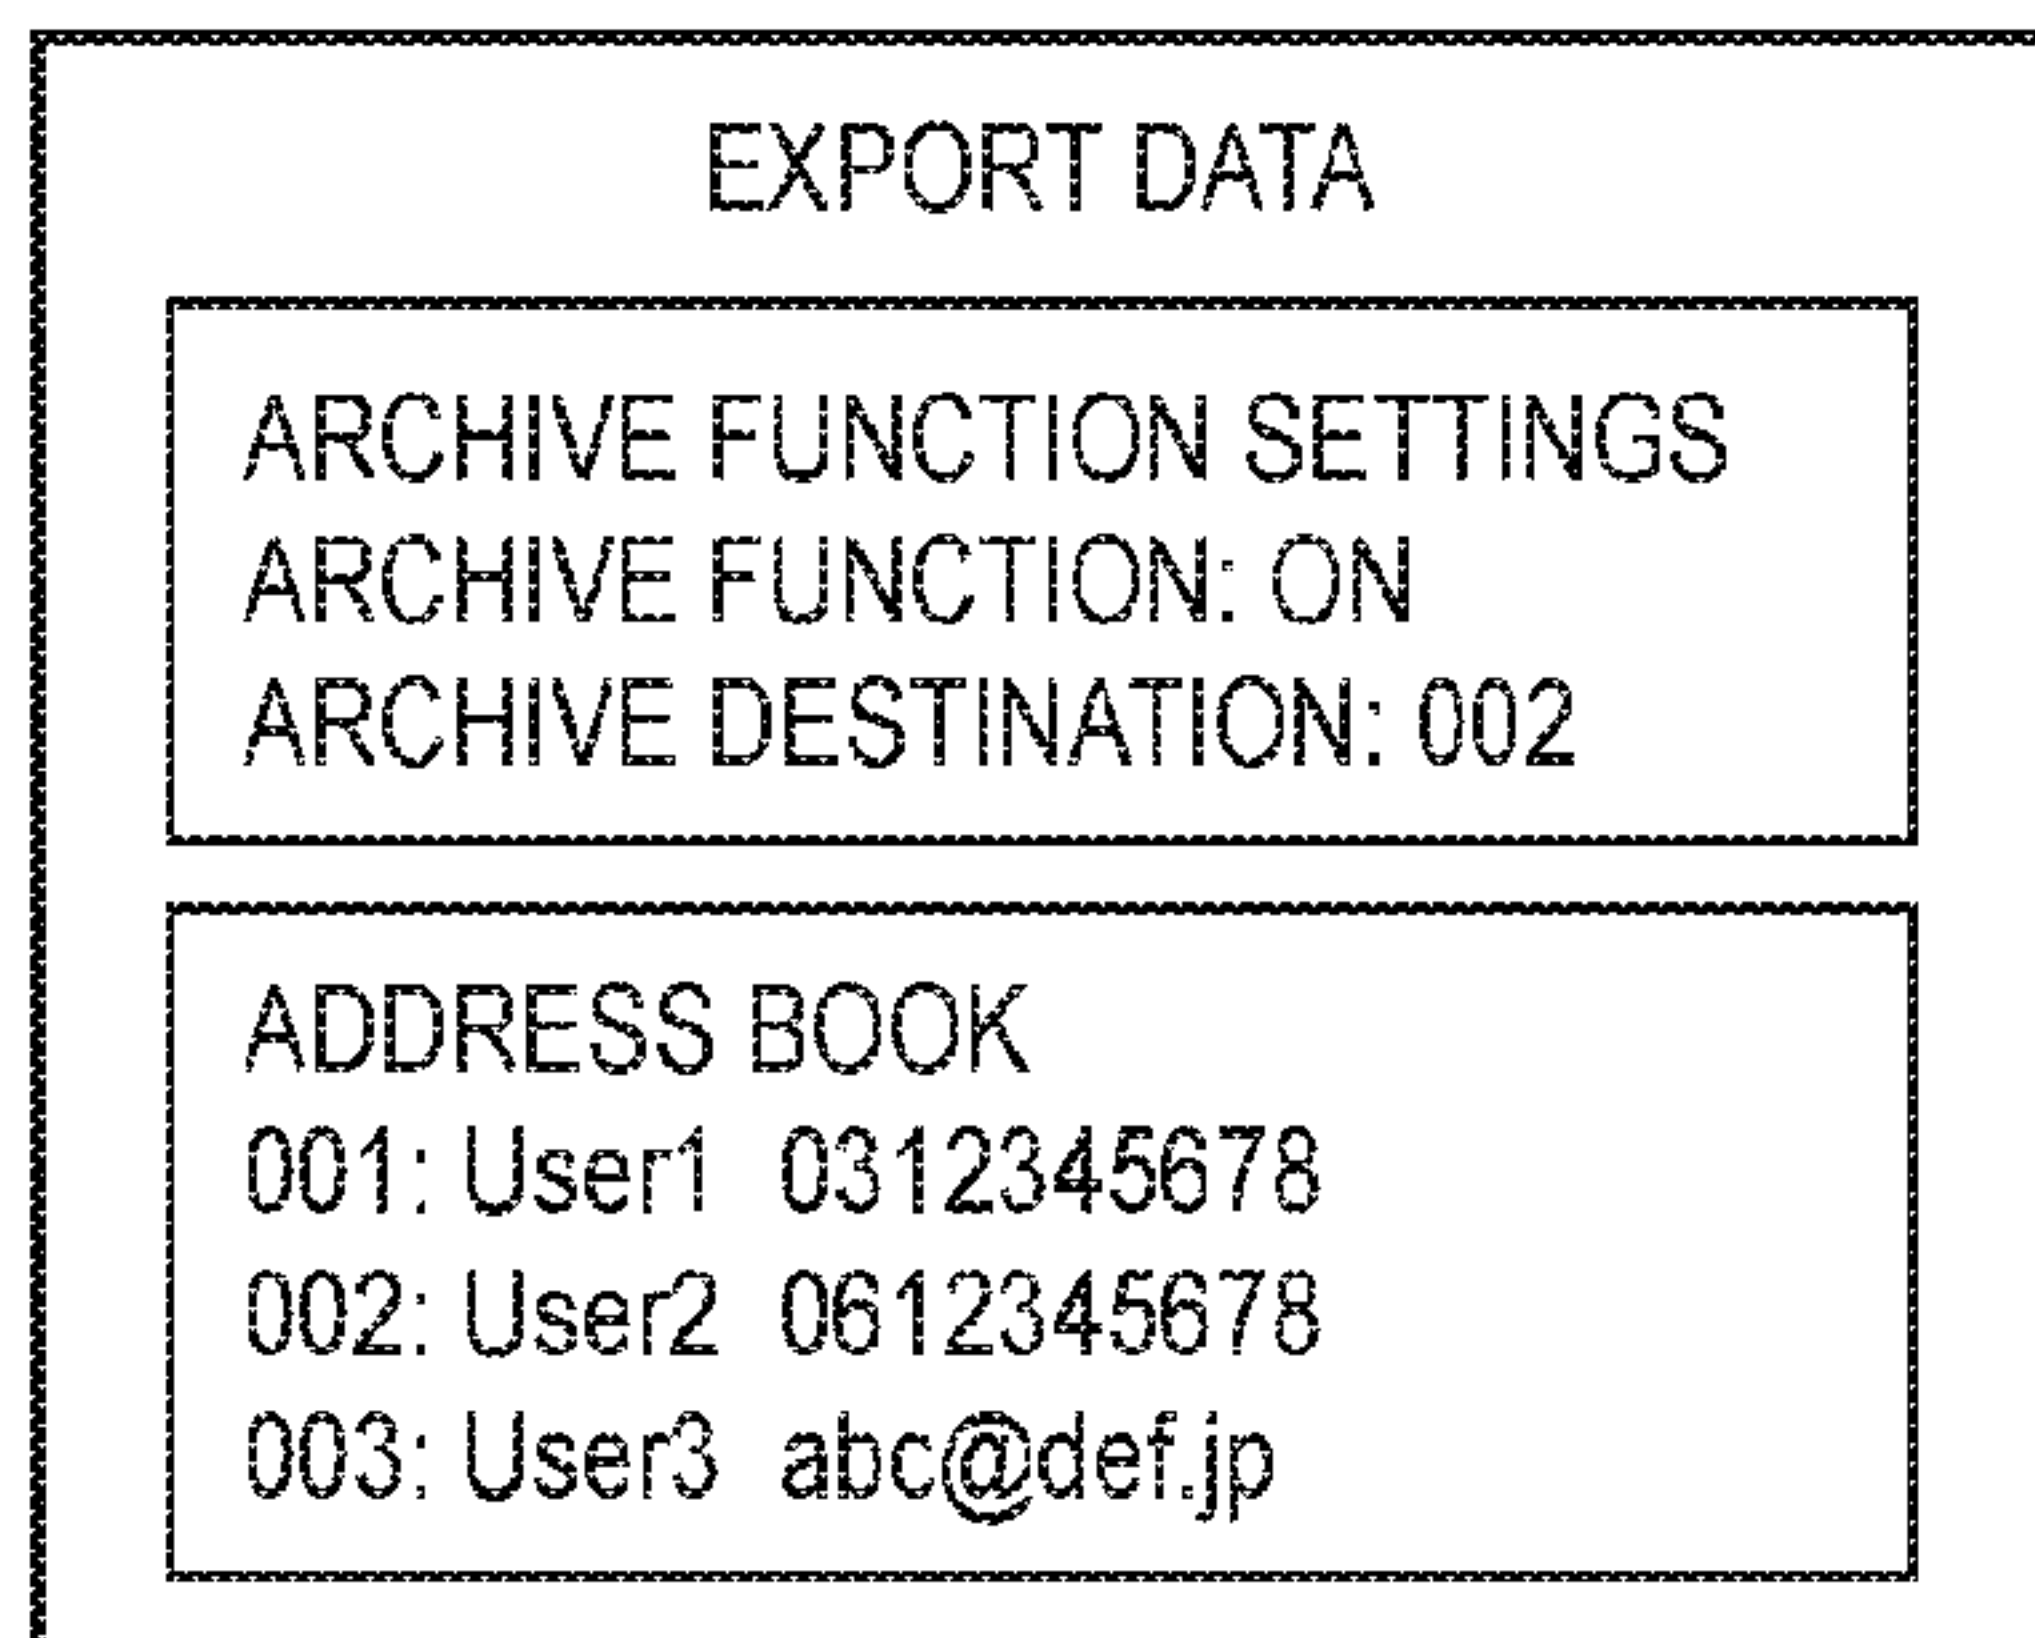 EXPORT DATA
ARCHIVE FUNCTION SETTINGS
ARCHIVE FUNCTION: ON
ARCHIVE DESTINATION: 002
ADDRESS BOOK
001: User1 0312345678
002: User2 0612345678
003: User3 abc@def.jp